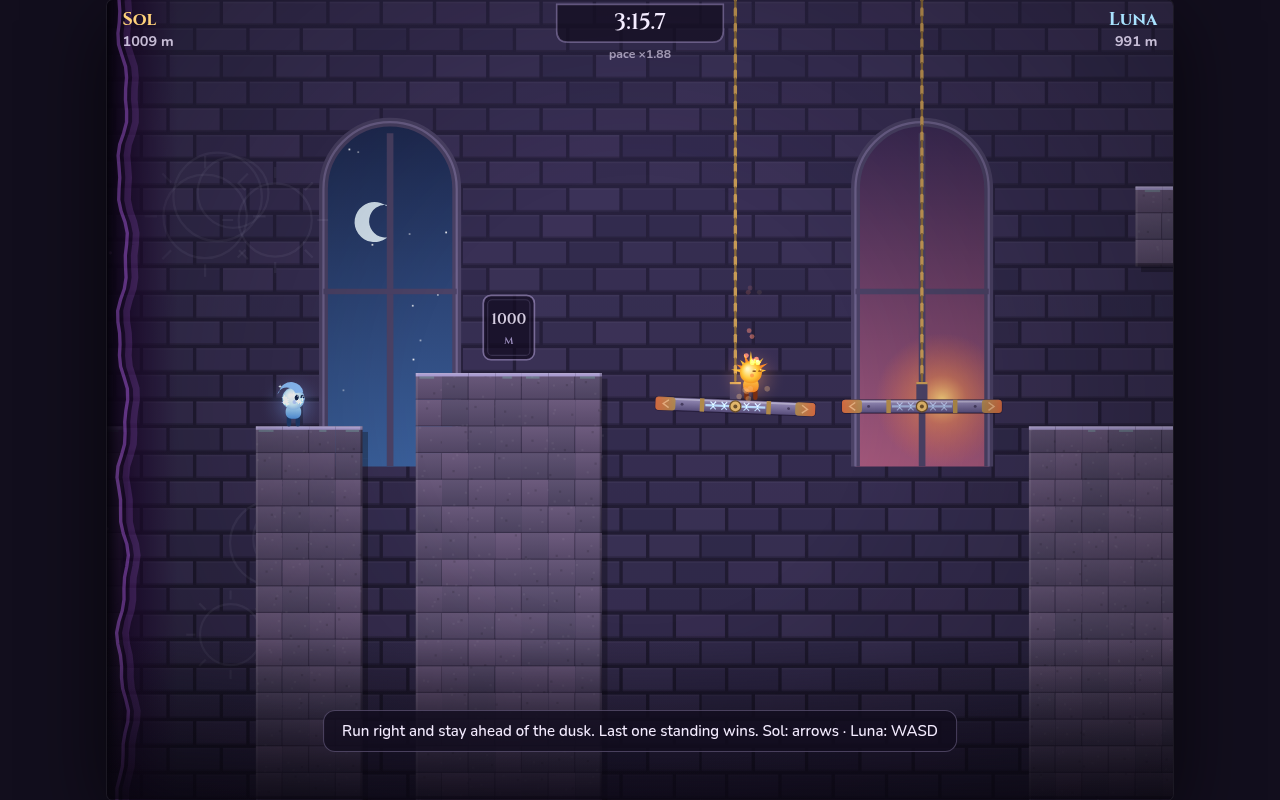 Sol
1009 m
3:15.7
pace ×1.88
Luna
991 m
1000
M
Run right and stay ahead of the dusk. Last one standing wins. Sol: arrows · Luna: WASD